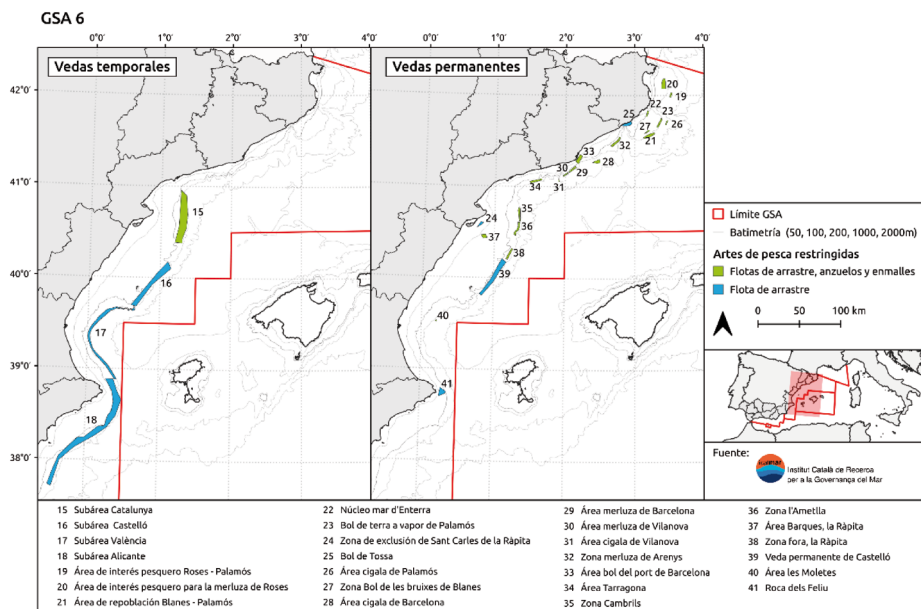 GSA 6
0°0' 1°0' 2°0' 3°0' 4°0' 0°0' 1°0' 2°0' 3°0' 4°0'
Vedas temporales
Vedas permanentes
42°0'
41°0'
40°0'
39°0'
38°0'
15
16
17
18
20
19
22
25
23
26
27
21
32
33
28
30
29
34
31
35
24
36
37
38
39
40
41
Límite GSA
Batimetría (50, 100, 200, 1000, 2000m)
Artes de pesca restringidas
Flotas de arrastre, anzuelos y enmalles
Flota de arrastre
0 50 100 km
Fuente:
Institut Català de Recerca
per a la Governança del Mar
15 Subárea Catalunya
16 Subárea Castelló
17 Subárea València
18 Subárea Alicante
19 Área de interés pesquero Roses - Palamós
20 Área de interés pesquero para la merluza de Roses
21 Área de repoblación Blanes - Palamós
22 Núcleo mar d'Enterra
23 Bol de terra a vapor de Palamós
24 Zona de exclusión de Sant Carles de la Ràpita
25 Bol de Tossa
26 Área cigala de Palamós
27 Zona Bol de les bruixes de Blanes
28 Área cigala de Barcelona
29 Área merluza de Barcelona
30 Área merluza de Vilanova
31 Área cigala de Vilanova
32 Zona merluza de Arenys
33 Área bol del port de Barcelona
34 Área Tarragona
35 Zona Cambrils
36 Zona l'Ametlla
37 Área Barques, la Ràpita
38 Zona fora, la Ràpita
39 Veda permanente de Castelló
40 Área les Moletes
41 Roca dels Feliu